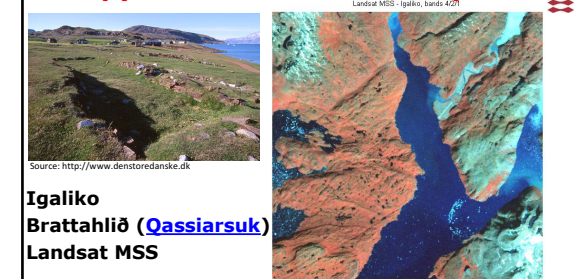 Landsat MSS - Igaliko, bands 4/2/1
Source: http://www.denstoredanske.dk
Igaliko
Brattahlið (Qassiarsuk)
Landsat MSS